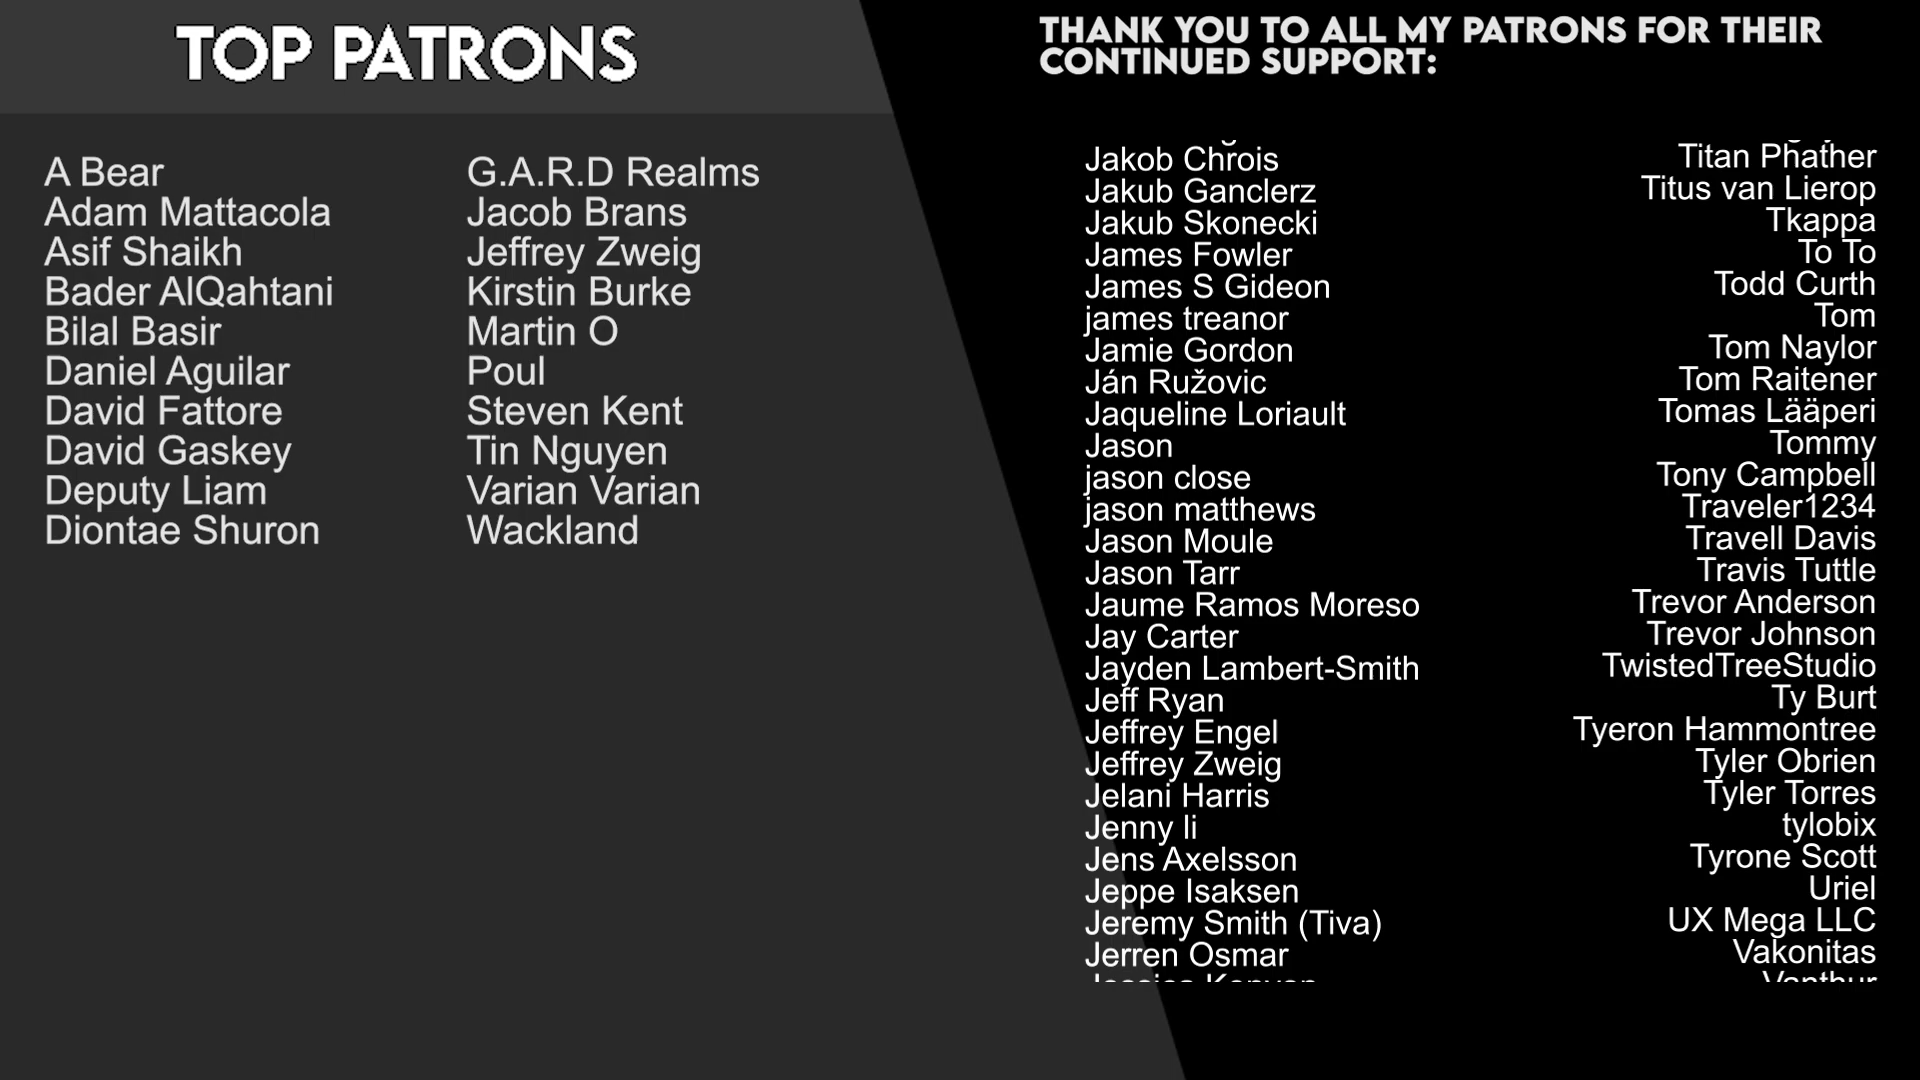 TOP PATRONS
A Bear
Adam Mattacola
Asif Shaikh
Bader AlQahtani
Bilal Basir
Daniel Aguilar
David Fattore
David Gaskey
Deputy Liam
Diontae Shuron
G.A.R.D Realms
Jacob Brans
Jeffrey Zweig
Kirstin Burke
Martin O
Poul
Steven Kent
Tin Nguyen
Varian Varian
Wackland
THANK YOU TO ALL MY PATRONS FOR THEIR
CONTINUED SUPPORT:
Jakob Chrois
Jakub Ganclerz
Jakub Skonecki
James Fowler
James S Gideon
james treanor
Jamie Gordon
Ján Ružovic
Jaqueline Loriault
Jason
jason close
jason matthews
Jason Moule
Jason Tarr
Jaume Ramos Moreso
Jay Carter
Jayden Lambert-Smith
Jeff Ryan
Jeffrey Engel
Jeffrey Zweig
Jelani Harris
Jenny li
Jens Axelsson
Jeppe Isaksen
Jeremy Smith (Tiva)
Jerren Osmar
Titan Phather
Titus van Lierop
Tkappa
To To
Todd Curth
Tom
Tom Naylor
Tom Raitener
Tomas Lääperi
Tommy
Tony Campbell
Traveler1234
Travell Davis
Travis Tuttle
Trevor Anderson
Trevor Johnson
TwistedTreeStudio
Ty Burt
Tyeron Hammontree
Tyler Obrien
Tyler Torres
tylobix
Tyrone Scott
Uriel
UX Mega LLC
Vakonitas